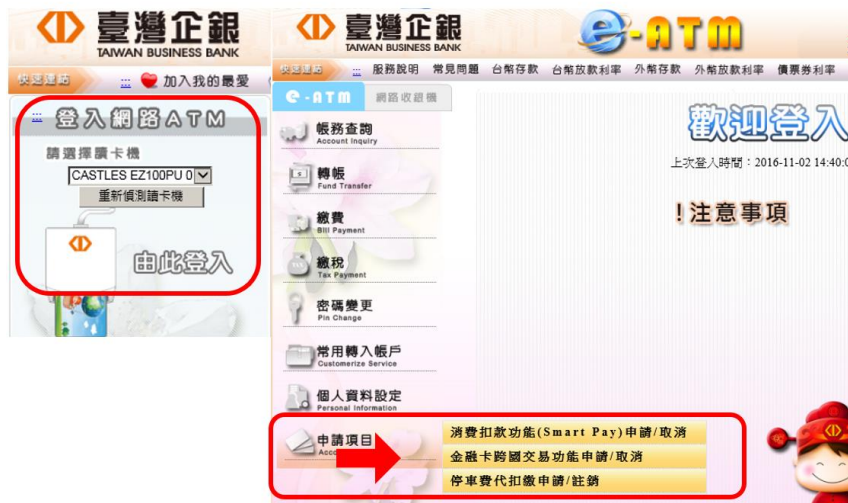 臺灣企銀
TAIWAN BUSINESS BANK
快速連結 ::: 加入我的最愛
::: 登入網路ATM
請選擇讀卡機
CASTLES EZ100PU 0
重新偵測讀卡機
由此登入
臺灣企銀
TAIWAN BUSINESS BANK
e-ATM
快速連結 ::: 服務說明 常見問題 台幣存款 台幣放款利率 外幣存款 外幣放款利率 債票券利率
e-ATM 網路收銀機
帳務查詢
Account Inquiry
轉帳
Fund Transfer
繳費
Bill Payment
繳稅
Tax Payment
密碼變更
Pin Change
常用轉入帳戶
Customerize Service
個人資料設定
Personal Information
申請項目
Acco
歡迎登入
上次登入時間：2016-11-02 14:40:0
!注意事項
消費扣款功能(Smart Pay)申請/取消
金融卡跨國交易功能申請/取消
停車費代扣繳申請/註銷